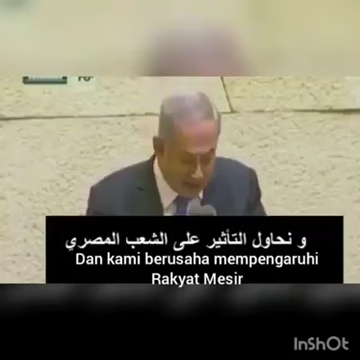 و نحاول التأثير على الشعب المصري
Dan kami berusaha mempengaruhi
Rakyat Mesir
InShOt